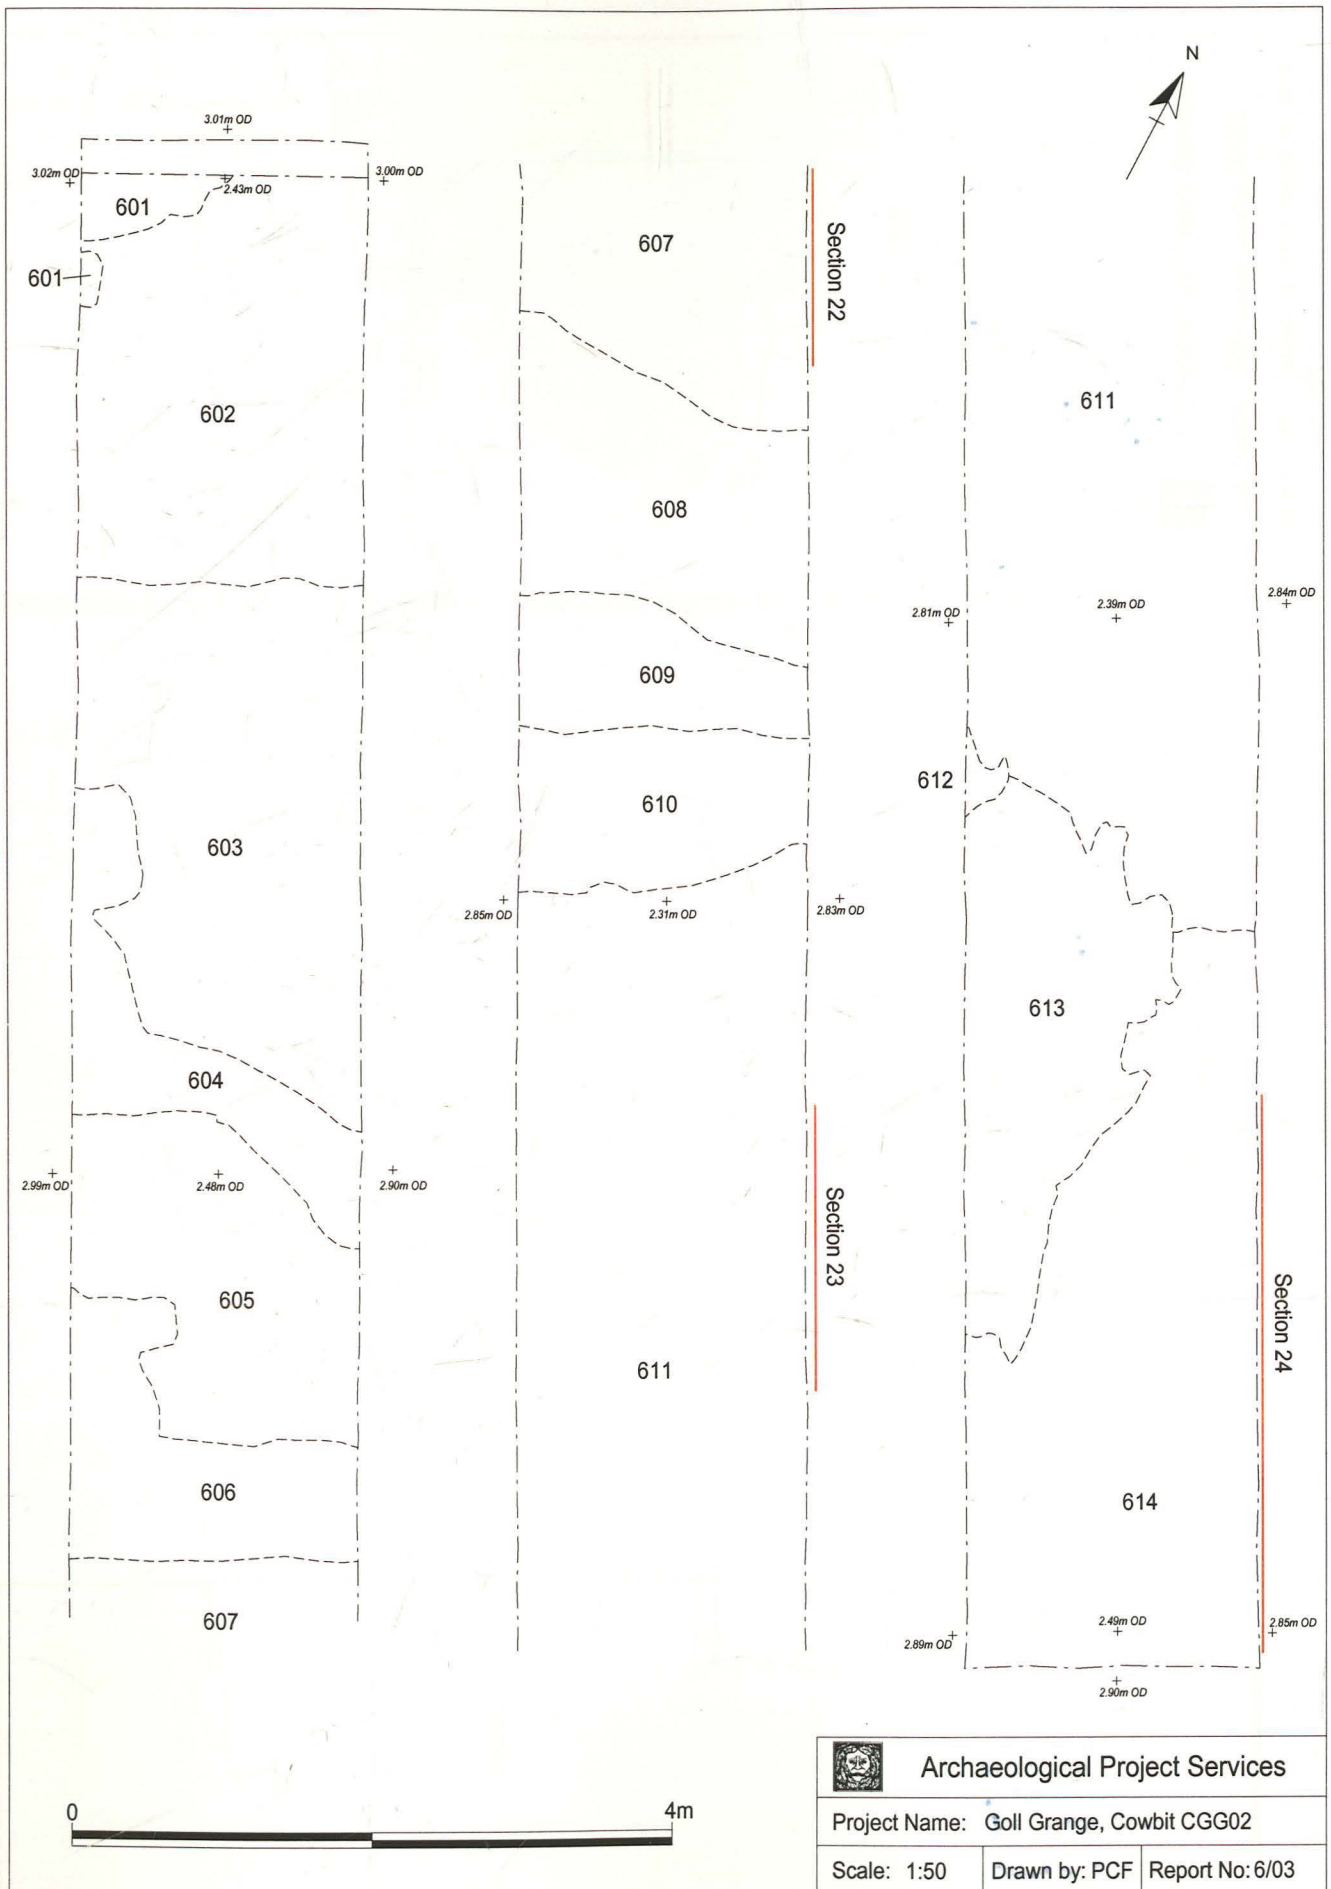 N
3.01m OD
3.02m OD
3.00m OD
2.43m OD
601
601
602
603
604
2.99m OD
2.48m OD
2.90m OD
605
606
607
607
Section 22
608
609
610
2.85m OD
2.31m OD
2.83m OD
Section 23
611
611
2.81m OD
2.39m OD
2.84m OD
612
613
Section 24
614
2.89m OD
2.49m OD
2.85m OD
2.90m OD
0 4m
Archaeological Project Services
Project Name: Goll Grange, Cowbit CGG02
Scale: 1:50 Drawn by: PCF Report No: 6/03